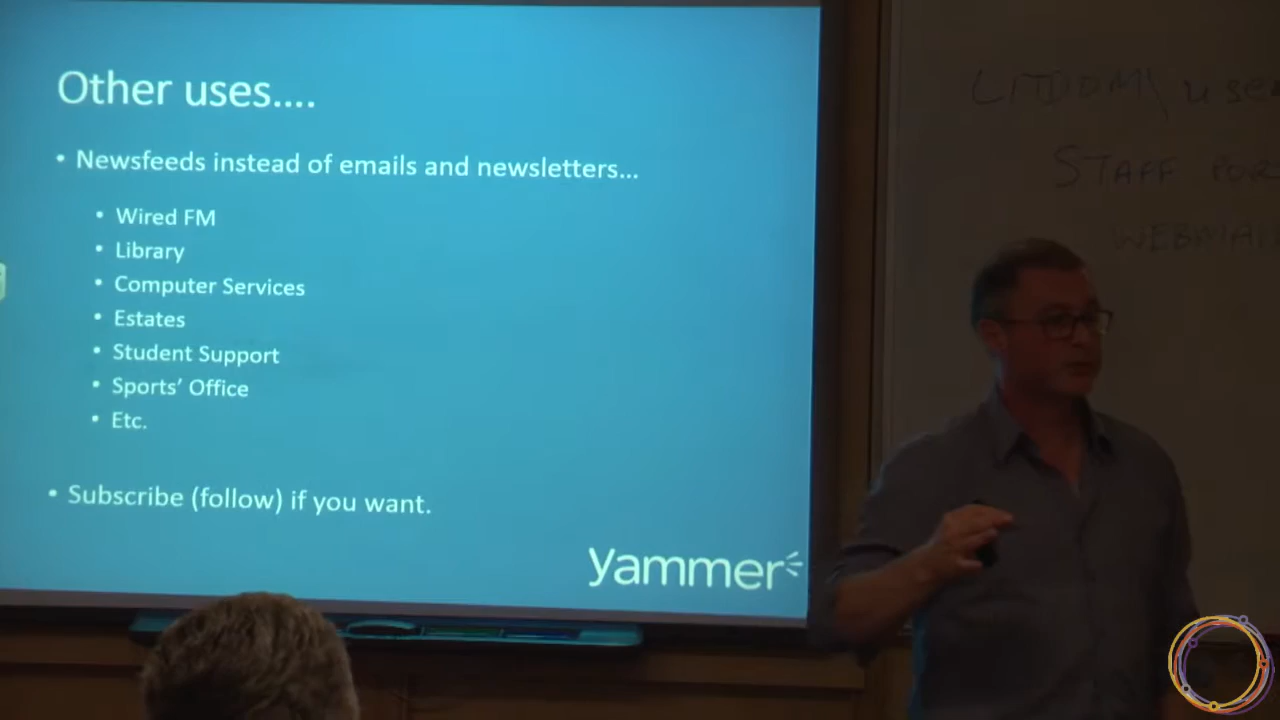 Other uses....
• Newsfeeds instead of emails and newsletters...
• Wired FM
• Library
• Computer Services
• Estates
• Student Support
• Sports’ Office
• Etc.
• Subscribe (follow) if you want.
yammer
STAFF